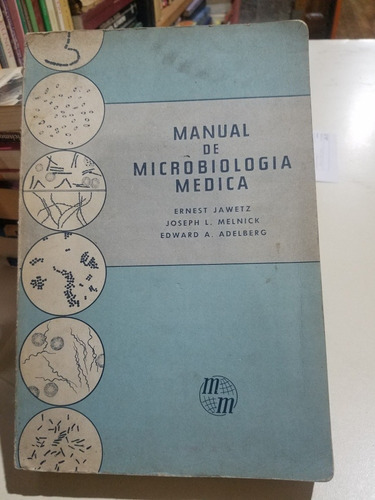 MANUAL
DE
MICROBIOLOGIA
MEDICA
ERNEST JAWETZ
JOSEPH L. MELNICK
EDWARD A. ADELBERG
m
m